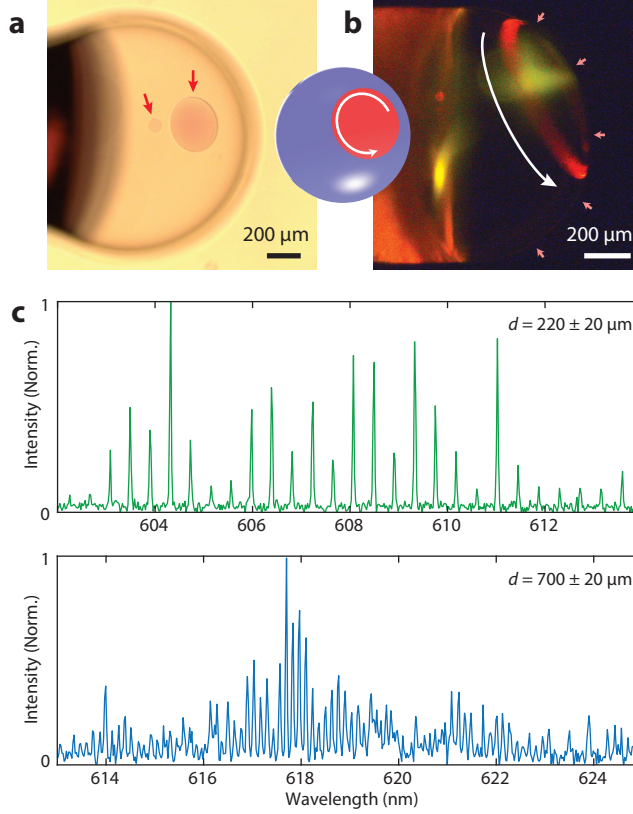 a
b
200 µm
200 µm
c
1
d = 220 ± 20 µm
Intensity (Norm.)
0
604
606
608
610
612
1
d = 700 ± 20 µm
Intensity (Norm.)
0
614
616
618
620
622
624
Wavelength (nm)